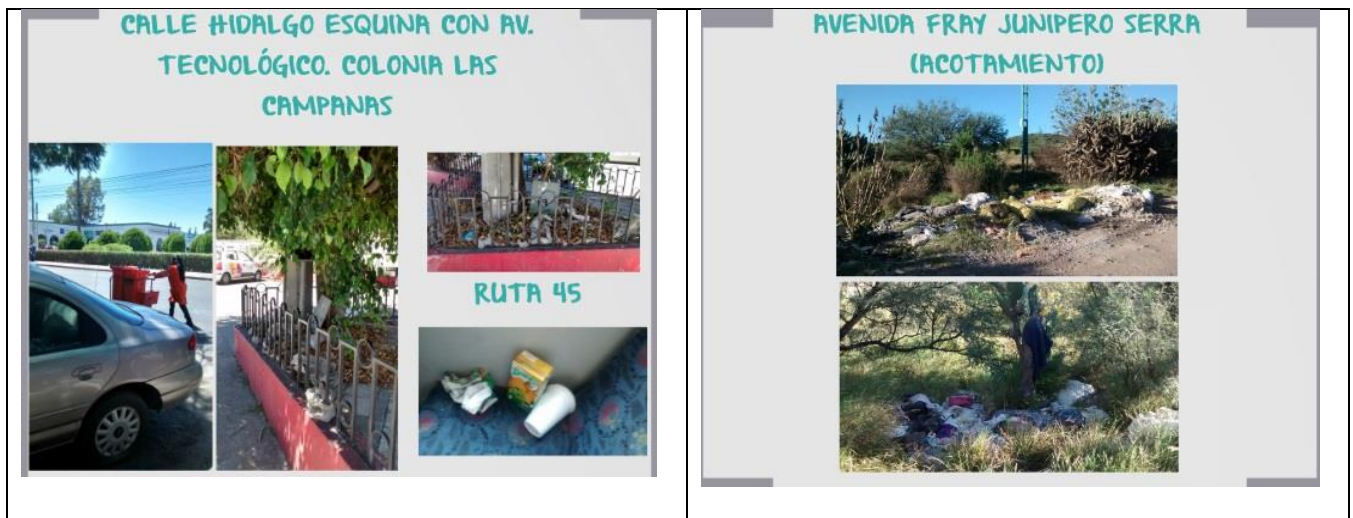 CALLE HIDALGO ESQUINA CON AV.
TECNOLÓGICO. COLONIA LAS
CAMPANAS
RUTA 45
AVENIDA FRAY JUNIPERO SERRA
(ACOTAMIENTO)